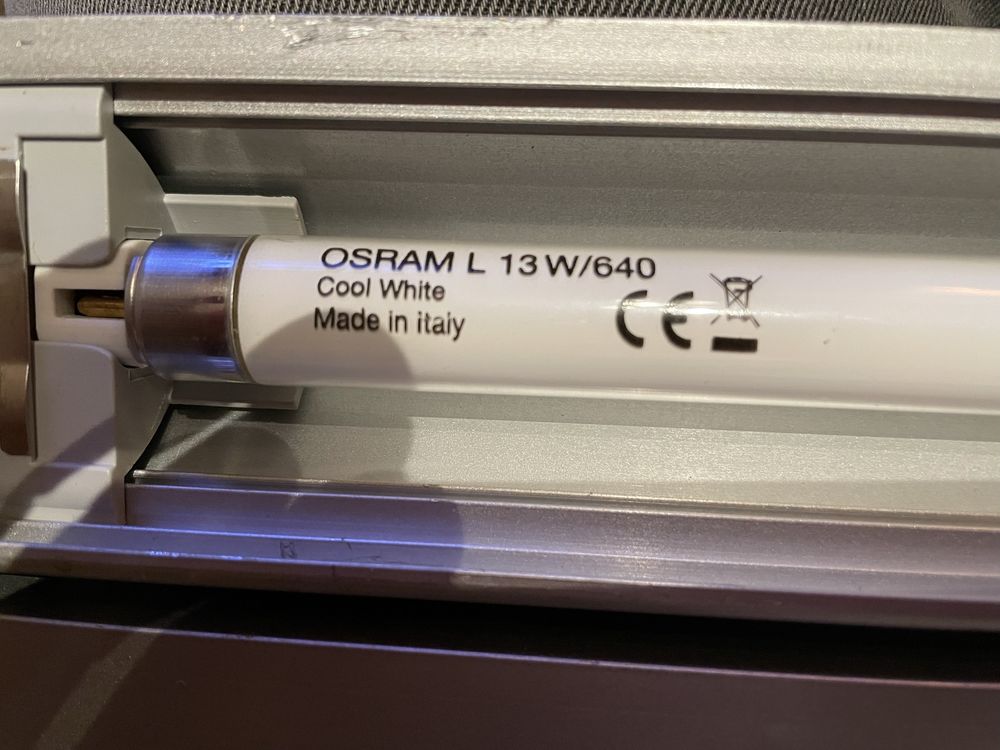 OSRAM L 13 W/640
Cool White
Made in Italy
CE